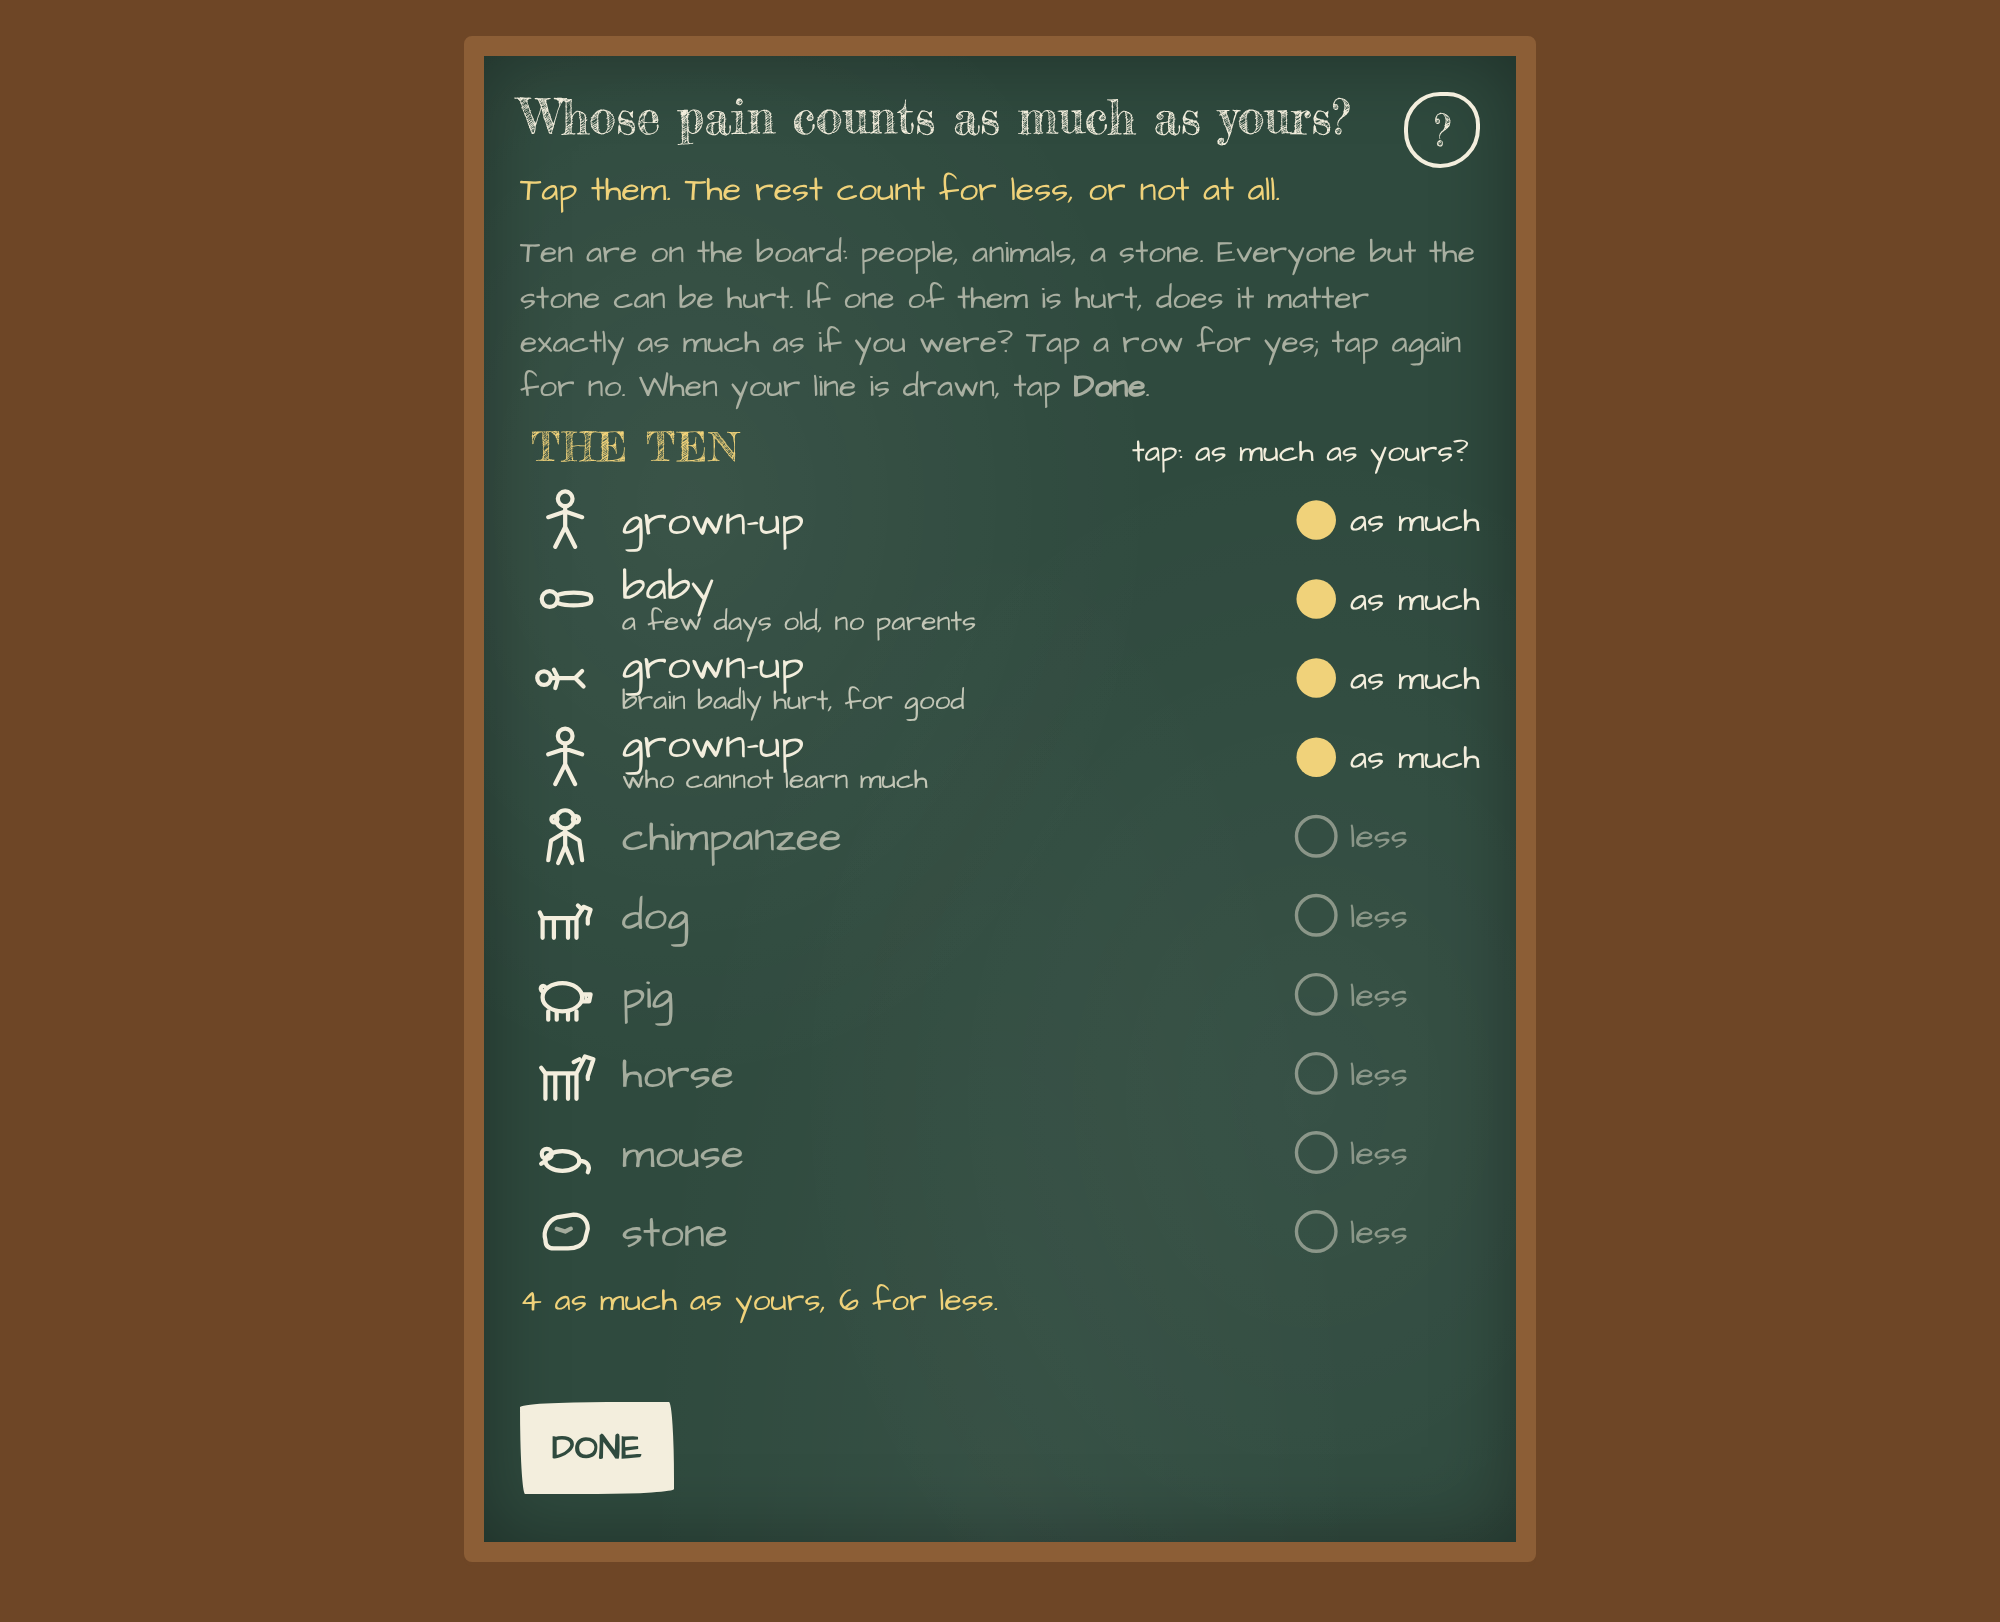 Whose pain counts as much as yours?
?
Tap them. The rest count for less, or not at all.
Ten are on the board: people, animals, a stone. Everyone but the
stone can be hurt. If one of them is hurt, does it matter
exactly as much as if you were? Tap a row for yes; tap again
for no. When your line is drawn, tap Done.
THE TEN
tap: as much as yours?
grown-up
as much
baby
a few days old, no parents
as much
grown-up
brain badly hurt, for good
as much
grown-up
who cannot learn much
as much
chimpanzee
less
dog
less
pig
less
horse
less
mouse
less
stone
less
4 as much as yours, 6 for less.
DONE